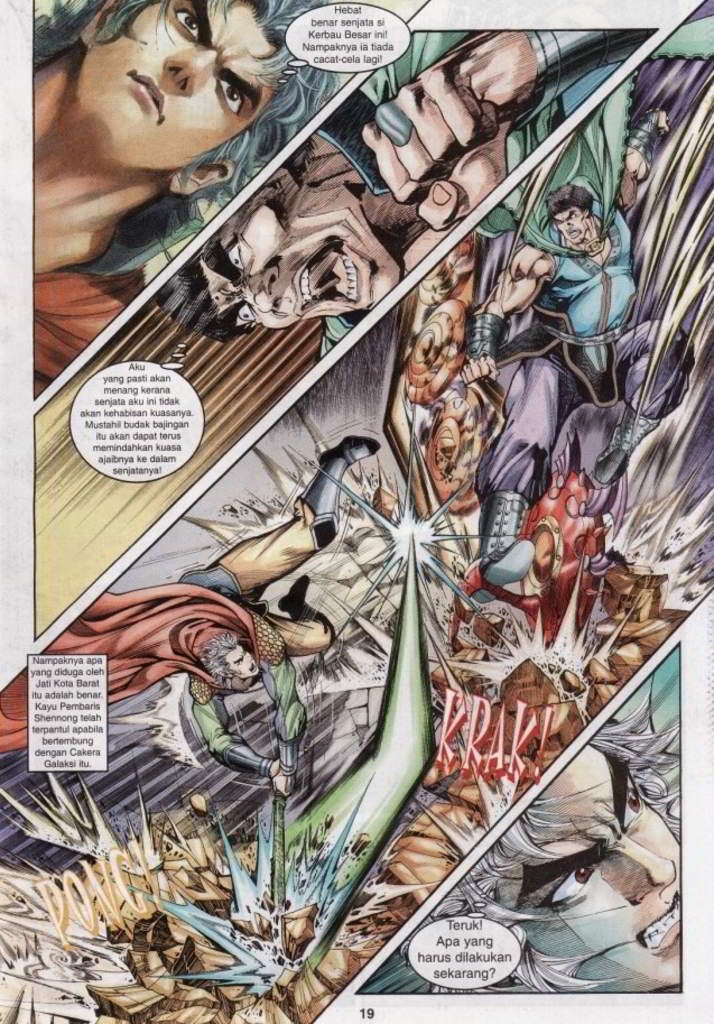 Hebat
benar senjata si
Kerbau Besar ini!
Nampaknya ia tiada
cacat-cela lagi!
Aku
yang pasti akan
menang kerana
senjata aku ini tidak
akan kehabisan kuasanya.
Mustahil budak bajingan
itu akan dapat terus
memindahkan kuasa
ajaibnya ke dalam
senjatanya!
Nampaknya apa
yang diduga oleh
Jati Kota Barat
itu adalah benar.
Kayu Pembaris
Shennong telah
terpantul apabila
bertembung
dengan Cakera
Galaksi itu.
KRAK!
PONG!
Teruk!
Apa yang
harus dilakukan
sekarang?
19